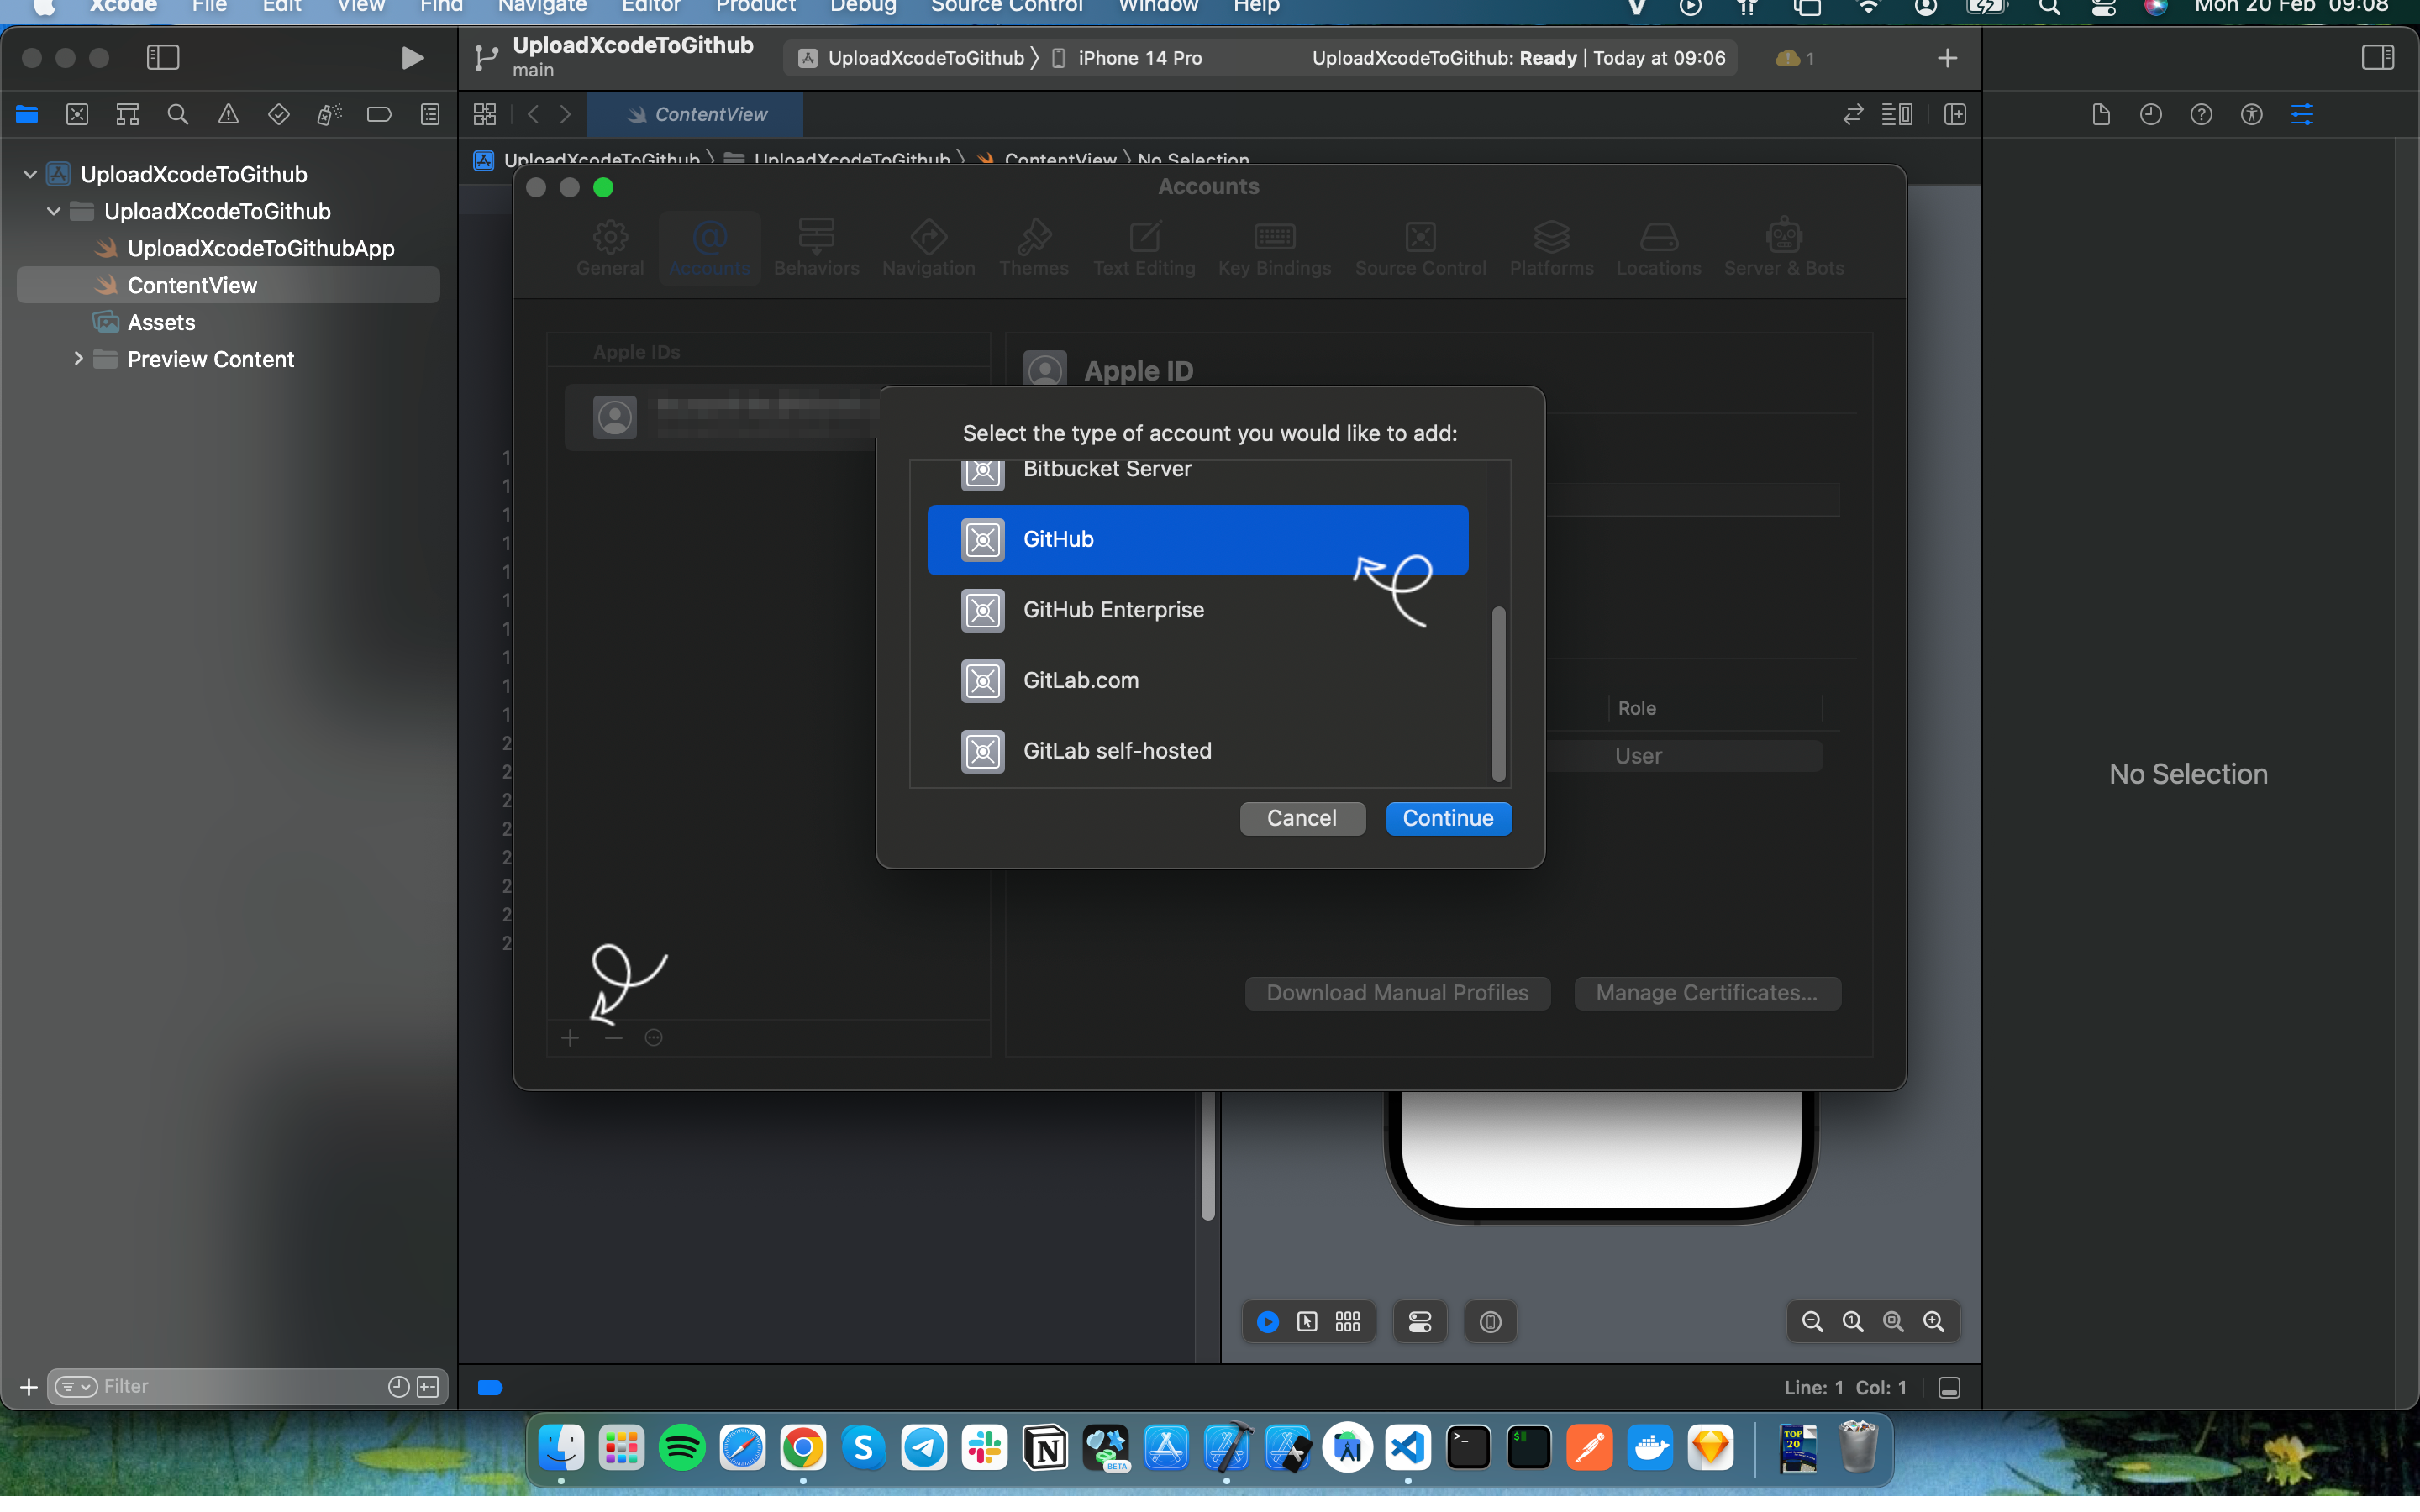 Xcode File Edit View Find Navigate Editor Product Debug Source Control Window Help Mon 20 Feb 09:08
UploadXcodeToGithub
main
UploadXcodeToGithub 〉 iPhone 14 Pro
UploadXcodeToGithub: Ready | Today at 09:06
1
ContentView
UploadXcodeToGithub 〉 UploadXcodeToGithub 〉 ContentView 〉 No Selection
UploadXcodeToGithub
UploadXcodeToGithub
UploadXcodeToGithubApp
ContentView
Assets
Preview Content
Accounts
General Accounts Behaviors Navigation Themes Text Editing Key Bindings Source Control Platforms Locations Server & Bots
Apple IDs
Apple ID
Select the type of account you would like to add:
Bitbucket Server
GitHub
GitHub Enterprise
GitLab.com
GitLab self-hosted
Cancel Continue
Role
User
Download Manual Profiles Manage Certificates...
No Selection
Filter
Line: 1 Col: 1
BETA
TOP
20